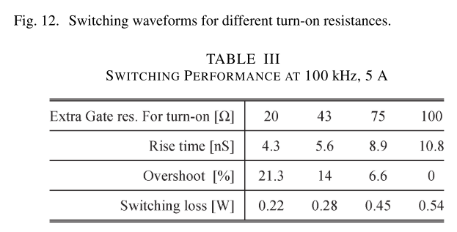 Fig. 12. Switching waveforms for different turn-on resistances.
TABLE III
SWITCHING PERFORMANCE AT 100 kHz, 5 A
Extra Gate res. For turn-on [Ω] 20 43 75 100
Rise time [nS] 4.3 5.6 8.9 10.8
Overshoot [%] 21.3 14 6.6 0
Switching loss [W] 0.22 0.28 0.45 0.54